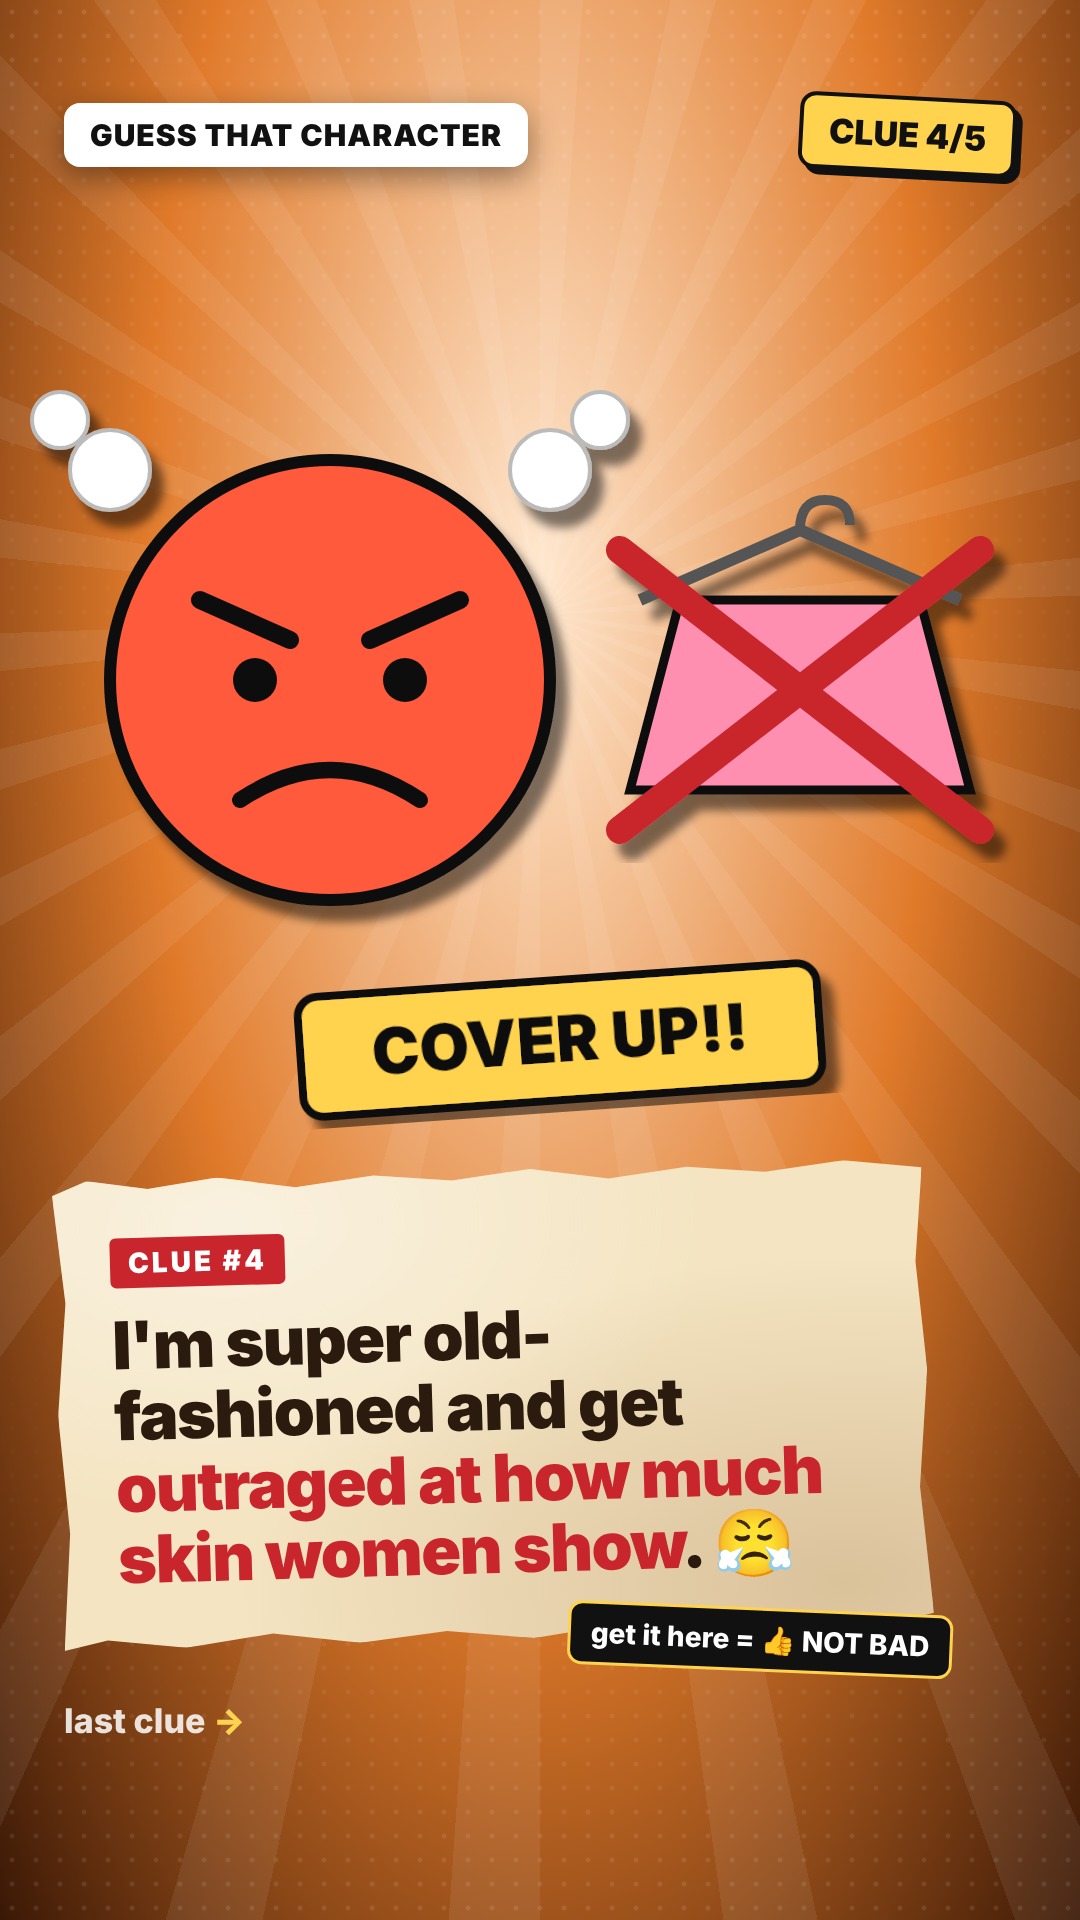 GUESS THAT CHARACTER
CLUE 4/5
COVER UP!!
CLUE #4
I'm super old-
fashioned and get
outraged at how much
skin women show. 😤
get it here = 👍 NOT BAD
last clue →